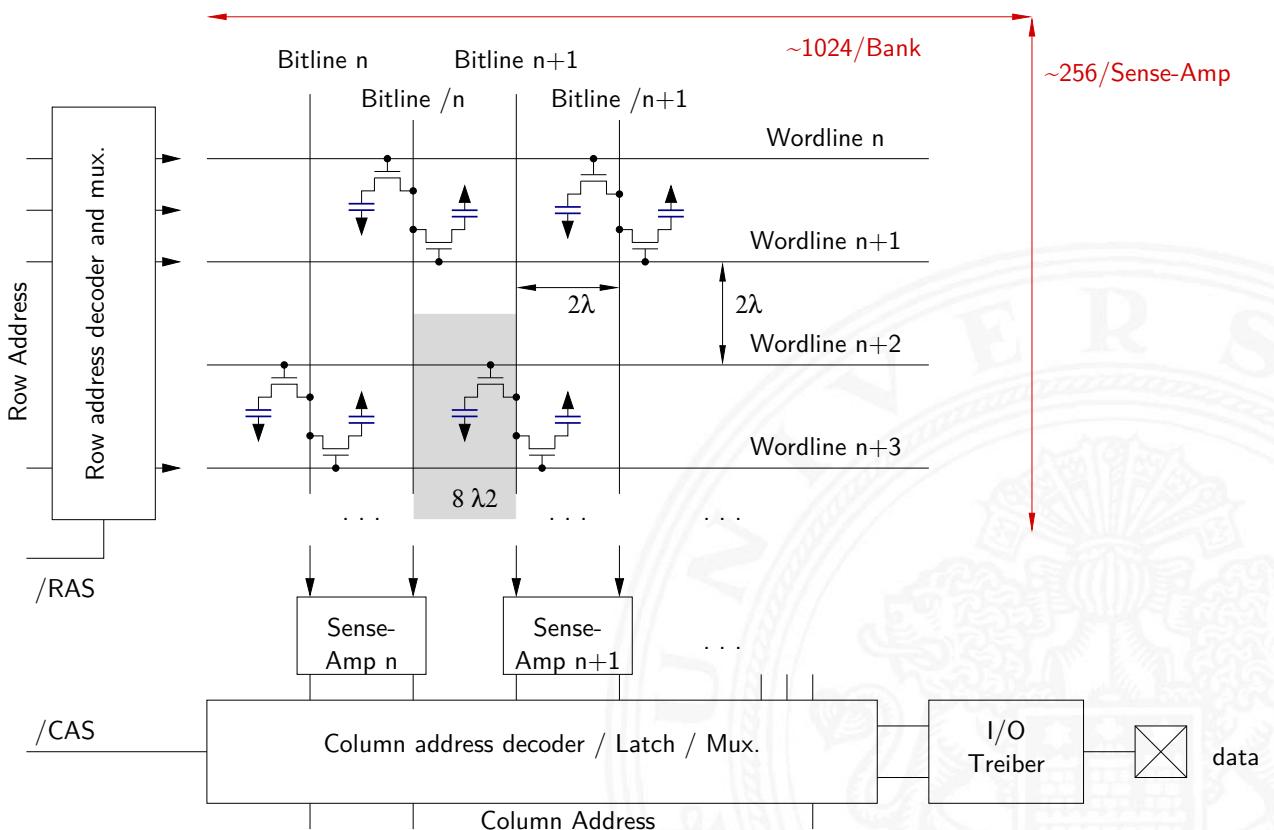 ~1024/Bank
Bitline n
Bitline n+1
~256/Sense-Amp
Bitline /n
Bitline /n+1
Wordline n
Row Address
Row address decoder and mux.
Wordline n+1
2λ
2λ
Wordline n+2
Wordline n+3
8 λ2
. . .
. . .
. . .
/RAS
Sense-
Amp n
Sense-
Amp n+1
. . .
/CAS
Column address decoder / Latch / Mux.
I/O
Treiber
data
Column Address
U N I V E R S